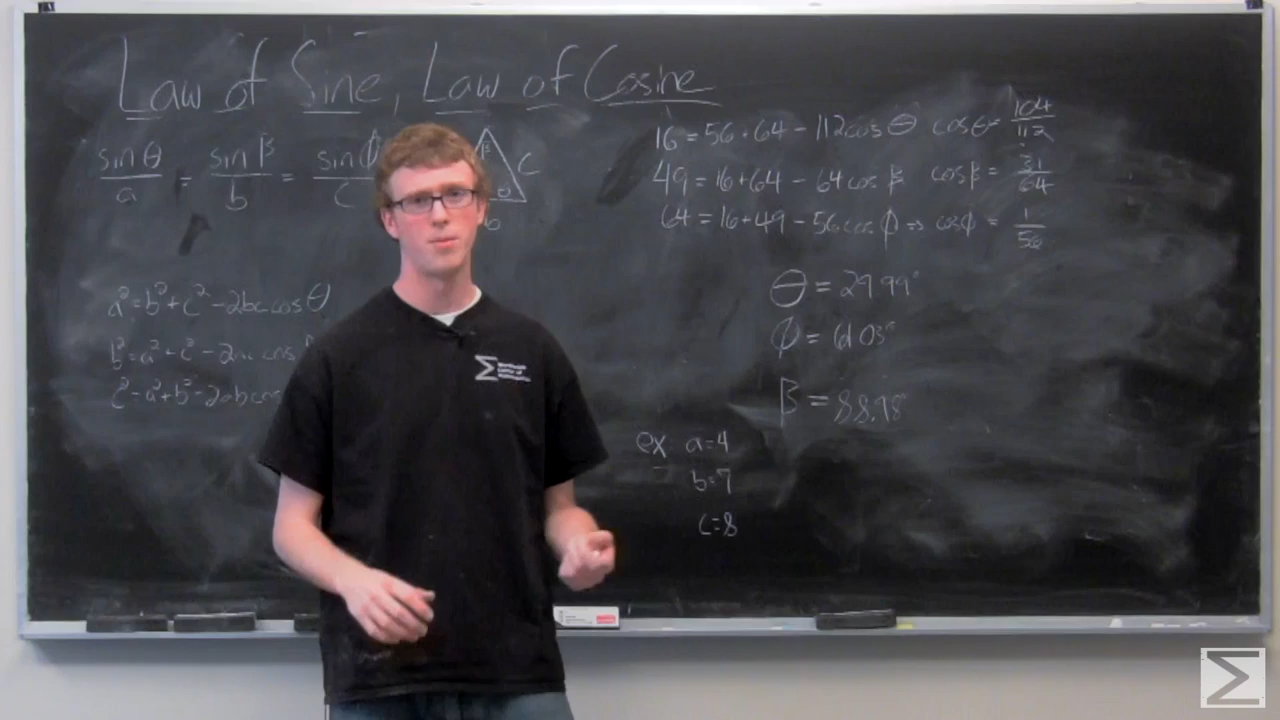 Law of Sine, Law of Cosine
sin θ / a = sin β / b = sin ϕ / c
β
C
θ
b
a² = b² + c² - 2bc cos θ
b² = a² + c² - 2ac cos
c² - a² + b² - 2ab cos
16 = 56 + 64 - 112 cos θ cos θ = 104/112
49 = 16 + 64 - 64 cos β cos β = 31/64
64 = 16 + 49 - 56 cos ϕ ⇒ cos ϕ = 1/56
θ = 29.99°
ϕ = 61.03°
β = 88.98°
ex a=4
b=7
c=8
Σ
Σ